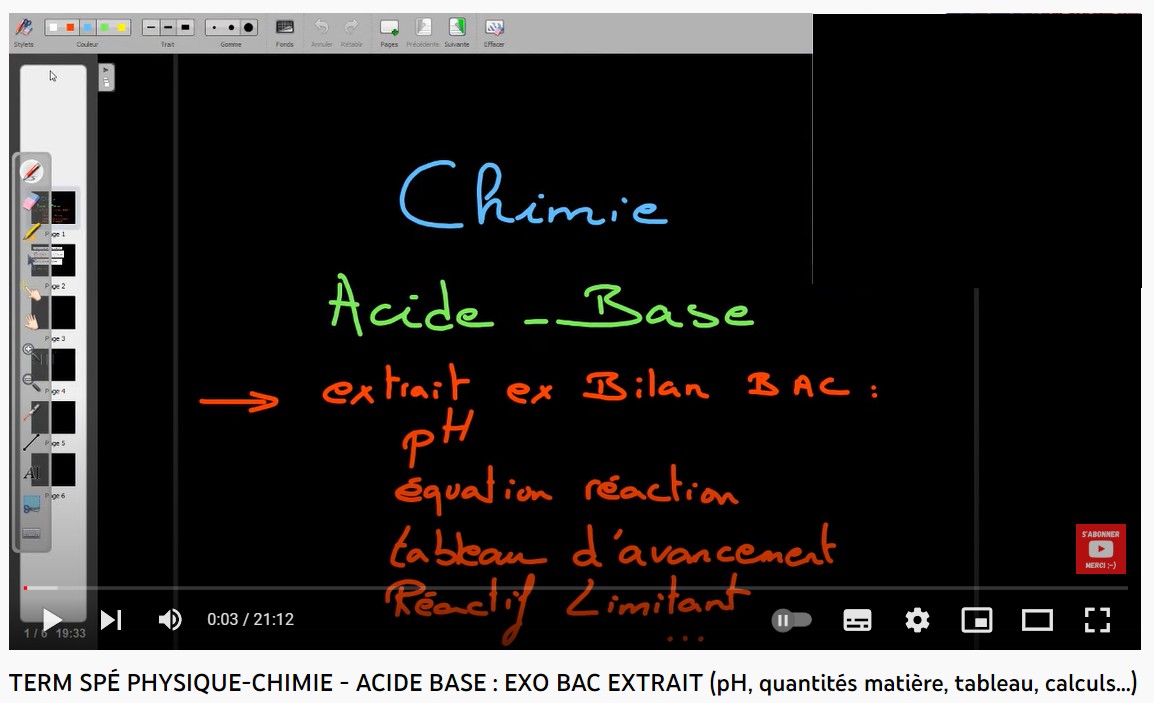 Stylets
Couleur
Trait
Gomme
Fonds
Annuler
Rétablir
Pages
Précédente
Suivante
Effacer
Chimie
Acide - Base
→ extrait ex Bilan BAC :
pH
équation réaction
tableau d'avancement
Réactif Limitant
...
Page 1
Page 2
Page 3
Page 4
Page 5
Page 6
AI
S'ABONNER
MERCI ;-)
1 / 6 19:33
0:03 / 21:12
TERM SPÉ PHYSIQUE-CHIMIE - ACIDE BASE : EXO BAC EXTRAIT (pH, quantités matière, tableau, calculs...)